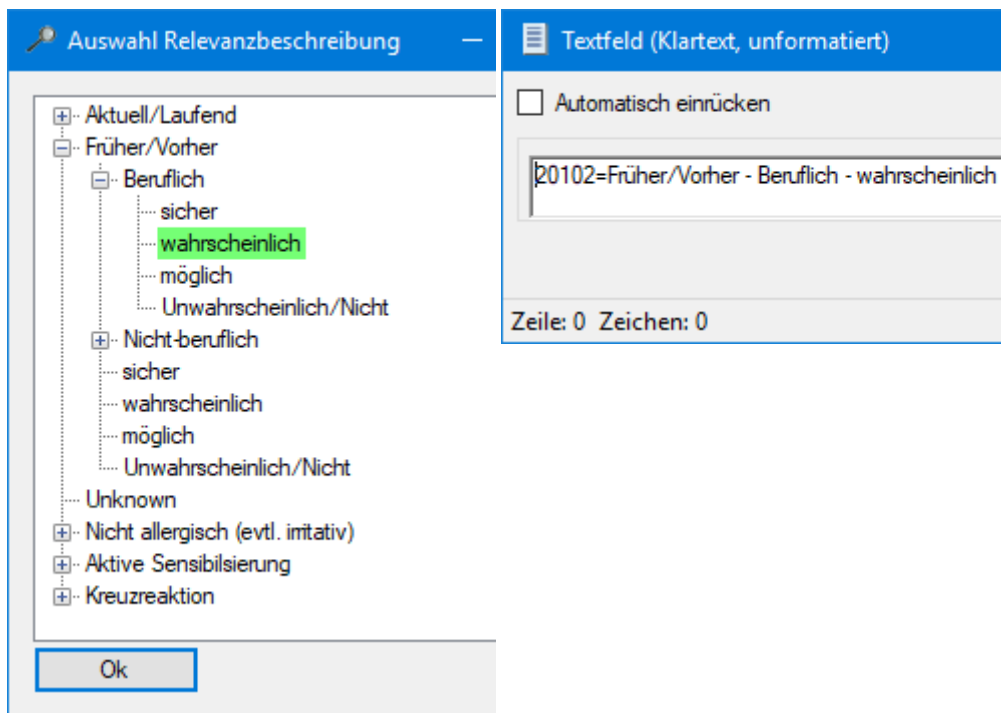 Auswahl Relevanzbeschreibung
Aktuell/Laufend
Früher/Vorher
Beruflich
sicher
wahrscheinlich
möglich
Unwahrscheinlich/Nicht
Nicht-beruflich
sicher
wahrscheinlich
möglich
Unwahrscheinlich/Nicht
Unknown
Nicht allergisch (evtl. irritativ)
Aktive Sensibilsierung
Kreuzreaktion
Ok
Textfeld (Klartext, unformatiert)
Automatisch einrücken
20102=Früher/Vorher - Beruflich - wahrscheinlich
Zeile: 0 Zeichen: 0